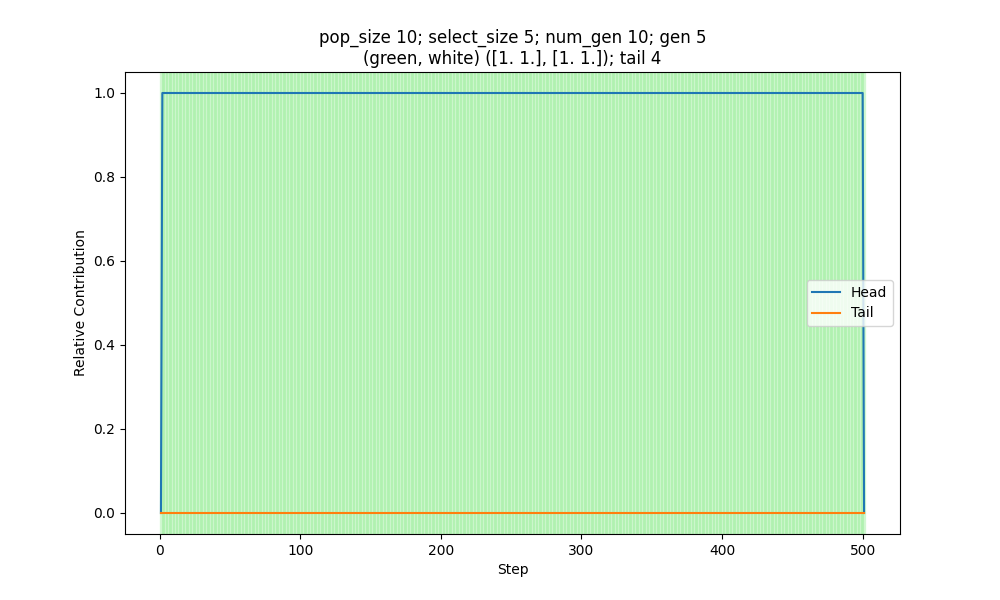 pop_size 10; select_size 5; num_gen 10; gen 5
(green, white) ([1. 1.], [1. 1.]); tail 4
1.0
0.8
0.6
0.4
0.2
0.0
Relative Contribution
Head
Tail
0 100 200 300 400 500
Step